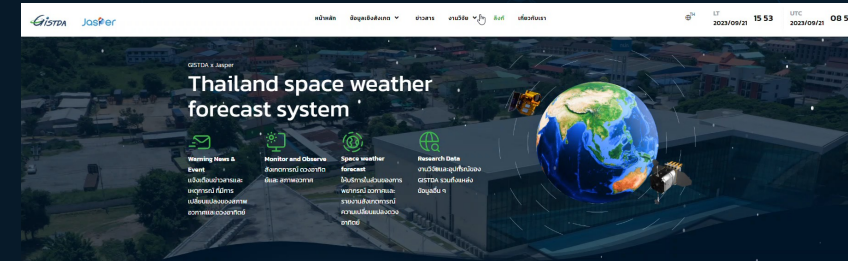 GISTDA
Jasper
หน้าหลัก ข้อมูลเชิงสังเกต ข่าวสาร งานวิจัย ลิงก์ เกี่ยวกับเรา
TH
LT
2023/09/21 15 53
UTC
2023/09/21 08 5
GISTDA x Jasper
Thailand space weather
forecast system
Warning News &
Event
แจ้งเตือนข่าวสารและ
เหตุการณ์ ที่มีการ
เปลี่ยนแปลงของสภาพ
อวกาศและดวงอาทิตย์
Monitor and Observe
สังเกตการณ์ ดวงอาทิต
ย์และ สภาพอวกาศ
Space weather
forecast
ให้บริการในส่วนของการ
พยากรณ์ อวกาศและ
รายงานสังเกตการณ์
ความเปลี่ยนแปลงดวง
อาทิตย์
Research Data
งานวิจัยและอุปกรณ์ของ
GISTDA รวมถึงแหล่ง
ข้อมูลอื่น ๆ